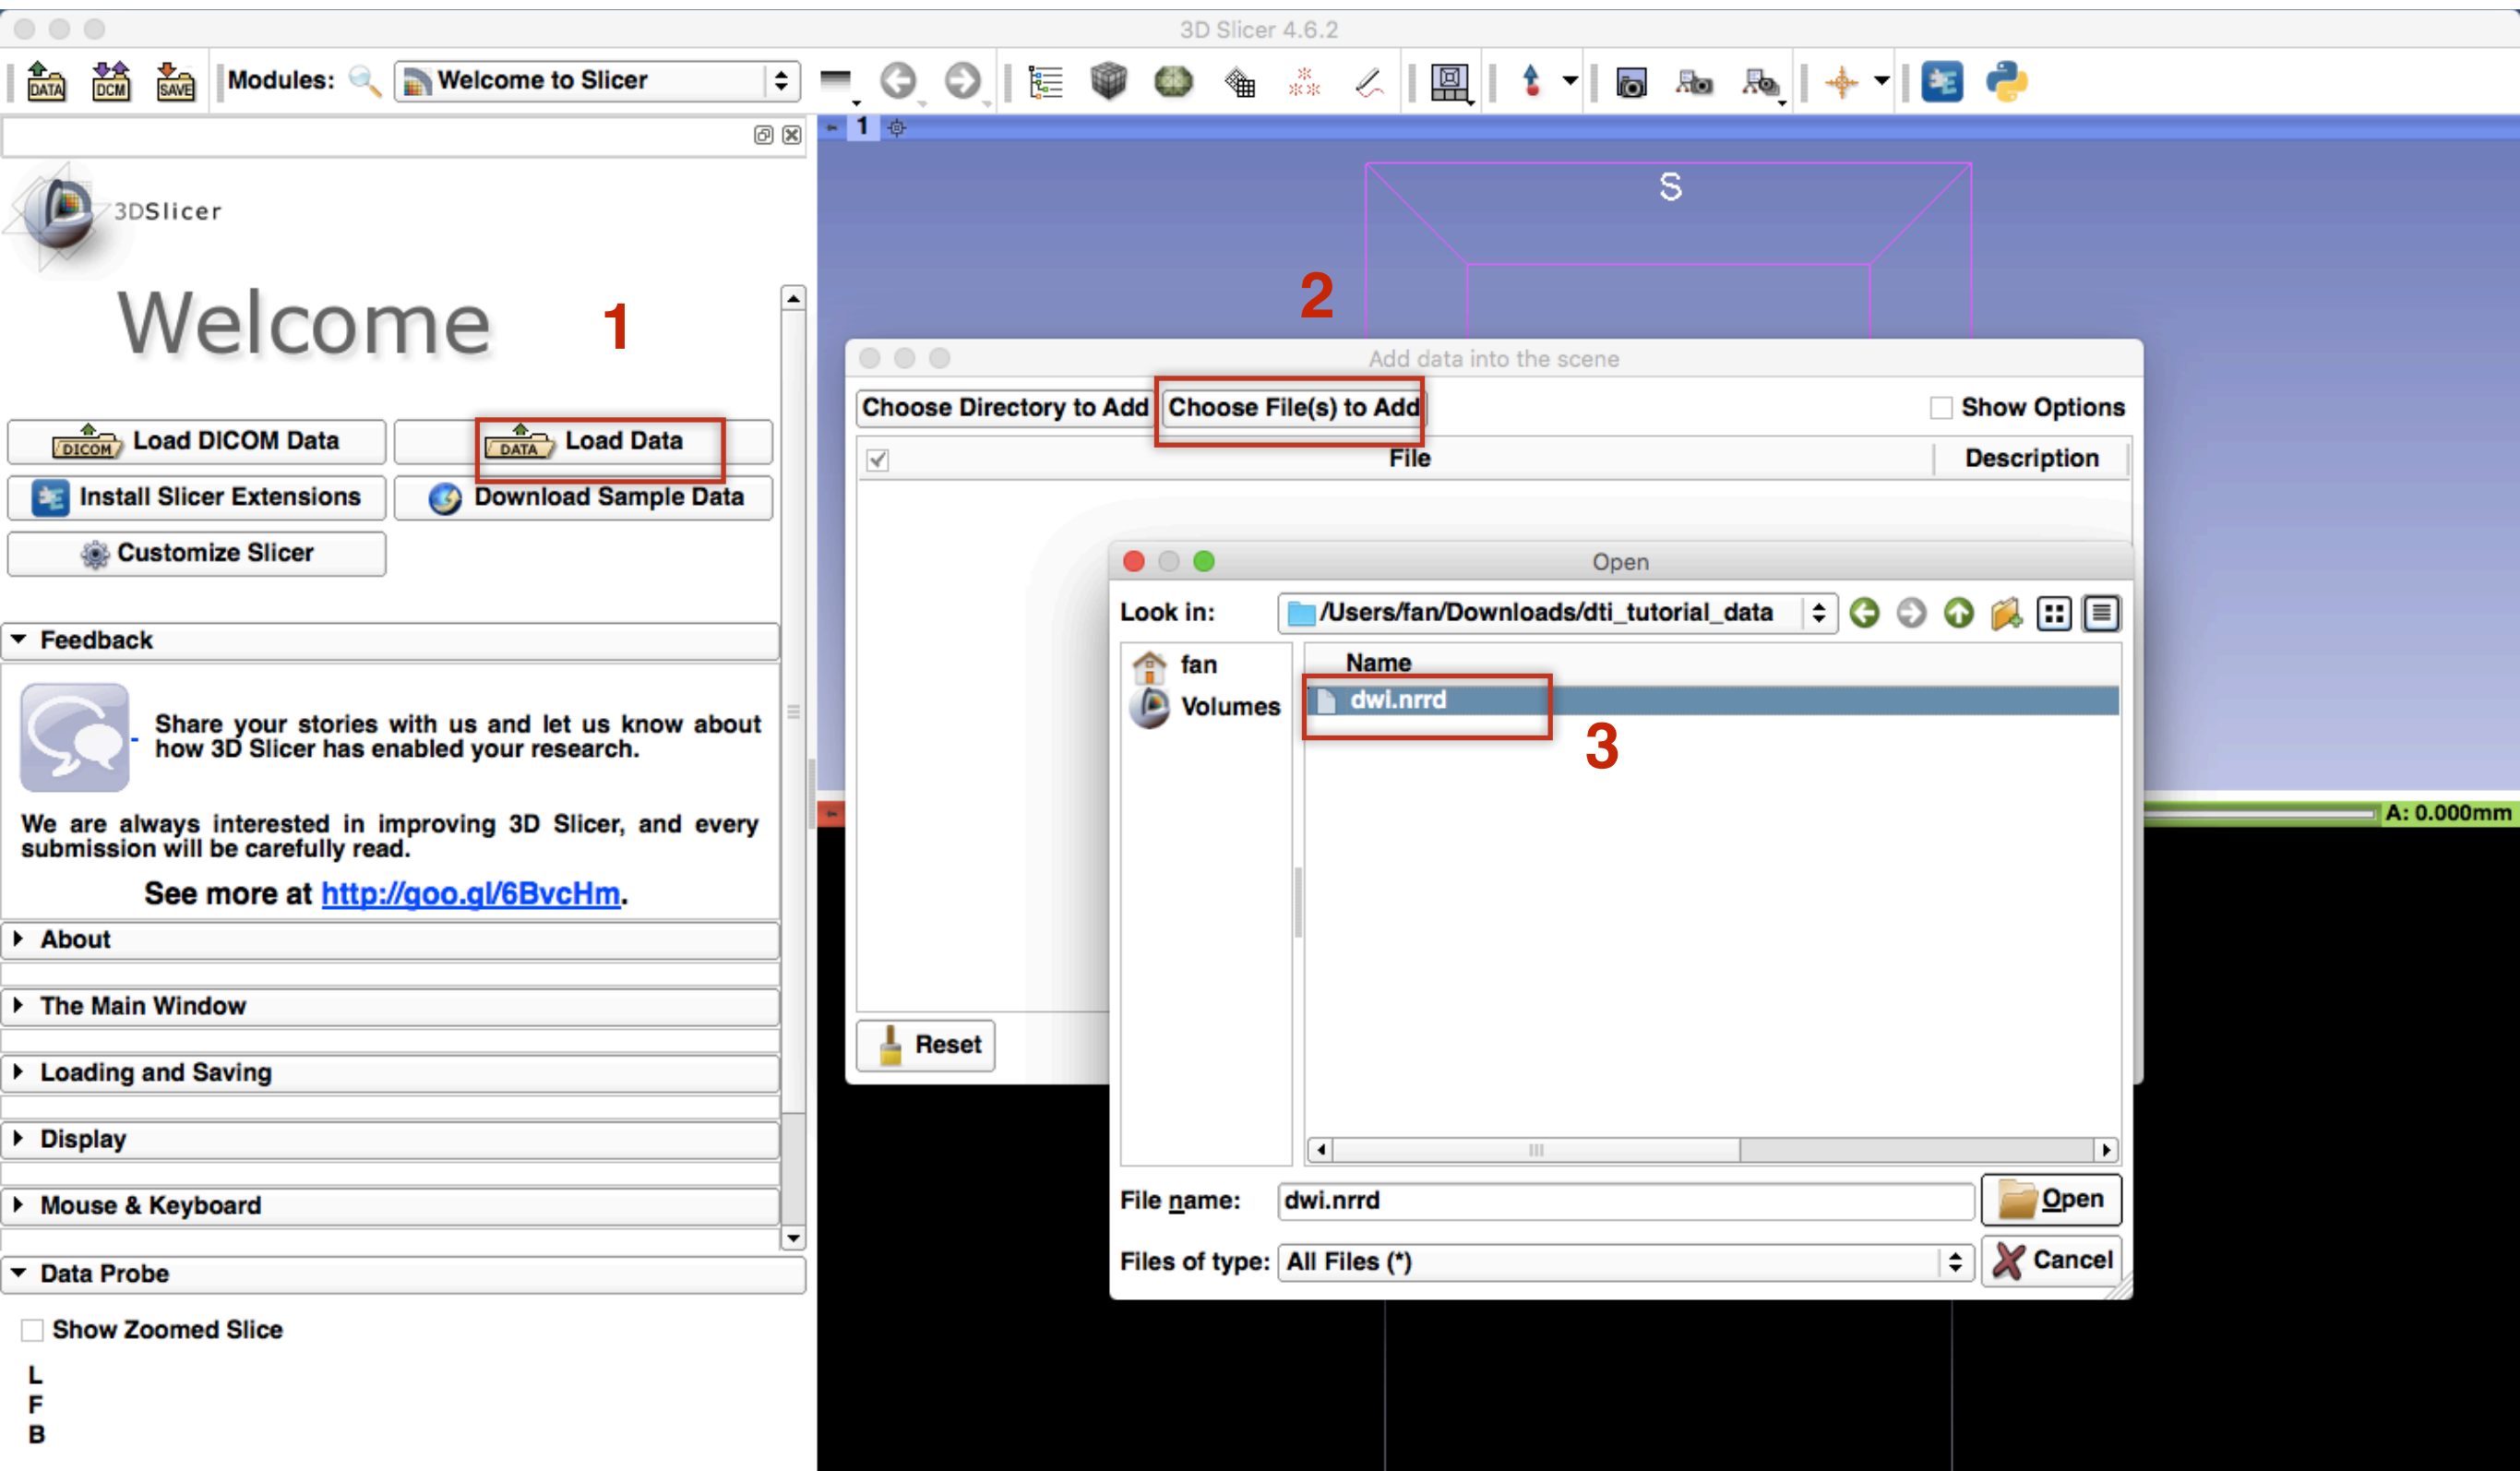 3D Slicer 4.6.2
DATA DCM SAVE Modules: Welcome to Slicer
1
3DSlicer
Welcome
1
DICOM Load DICOM Data
DATA Load Data
Install Slicer Extensions
Download Sample Data
Customize Slicer
Feedback
Share your stories with us and let us know about
how 3D Slicer has enabled your research.
We are always interested in improving 3D Slicer, and every
submission will be carefully read.
See more at http://goo.gl/6BvcHm.
About
The Main Window
Loading and Saving
Display
Mouse & Keyboard
Data Probe
Show Zoomed Slice
L
F
B
S
2
Add data into the scene
Choose Directory to Add Choose File(s) to Add Show Options
File Description
Reset
Open
Look in: /Users/fan/Downloads/dti_tutorial_data
fan
Volumes
Name
dwi.nrrd
3
File name: dwi.nrrd Open
Files of type: All Files (*) Cancel
A: 0.000mm